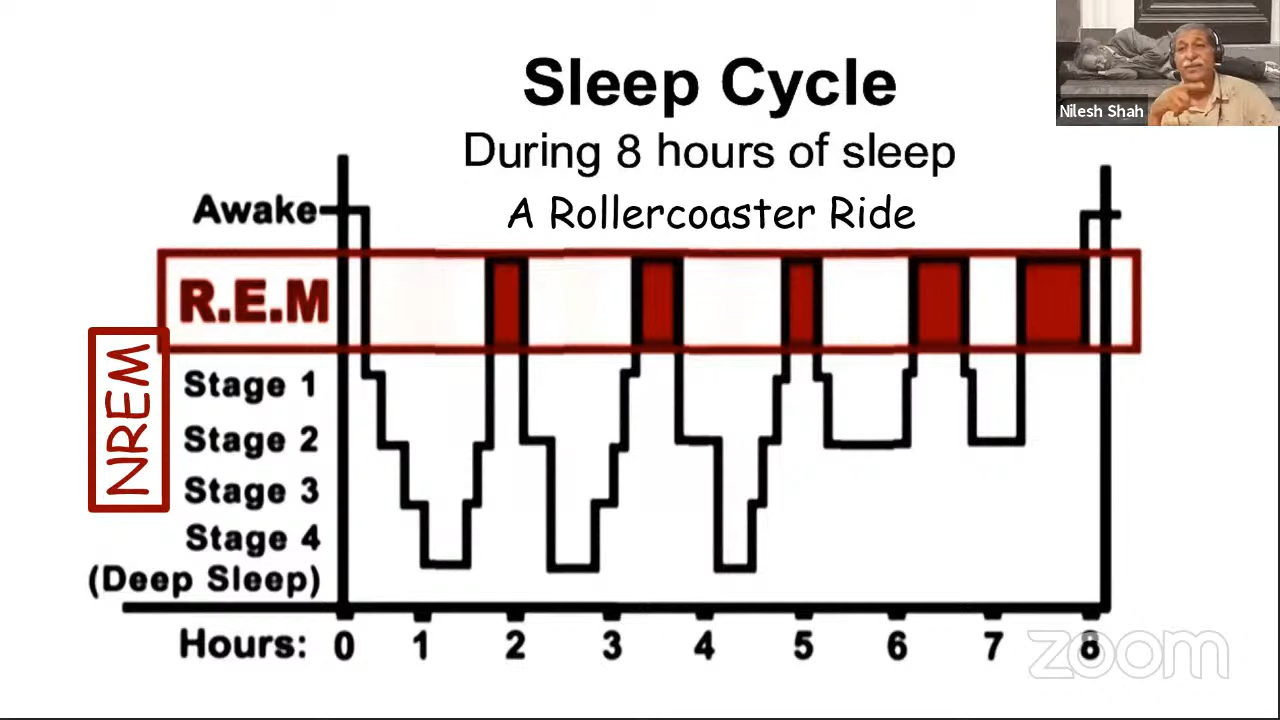 Sleep Cycle
During 8 hours of sleep
A Rollercoaster Ride
Nilesh Shah
Awake
R.E.M
NREM
Stage 1
Stage 2
Stage 3
Stage 4
(Deep Sleep)
Hours: 0 1 2 3 4 5 6 7 8
zoom